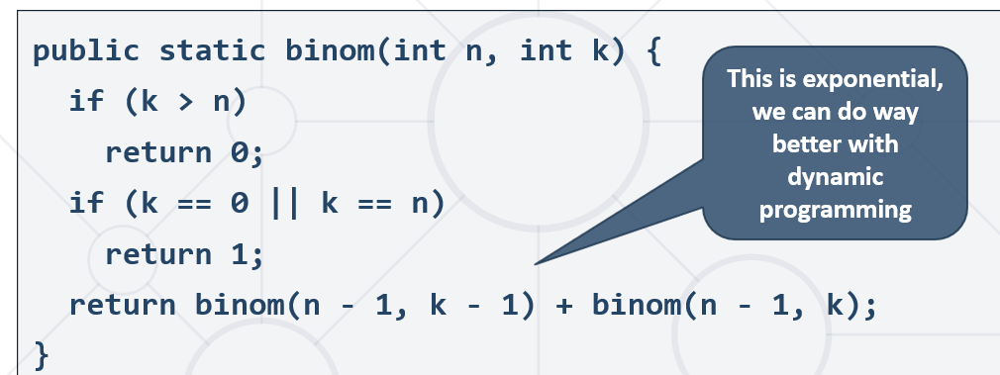 public static binom(int n, int k) {
  if (k > n)
    return 0;
  if (k == 0 || k == n)
    return 1;
  return binom(n - 1, k - 1) + binom(n - 1, k);
}
This is exponential,
we can do way
better with
dynamic
programming